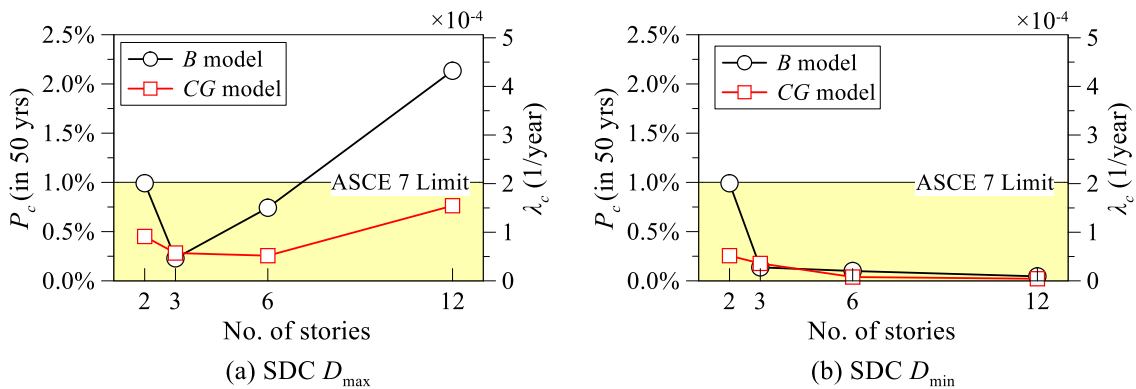 ×10⁻⁴
2.5%
2.0%
1.5%
1.0%
0.5%
0.0%
P_c (in 50 yrs)
B model
CG model
ASCE 7 Limit
5
4
3
2
1
0
λ_c (1/year)
2 3 6 12
No. of stories
(a) SDC D_max
×10⁻⁴
2.5%
2.0%
1.5%
1.0%
0.5%
0.0%
P_c (in 50 yrs)
B model
CG model
ASCE 7 Limit
5
4
3
2
1
0
λ_c (1/year)
2 3 6 12
No. of stories
(b) SDC D_min